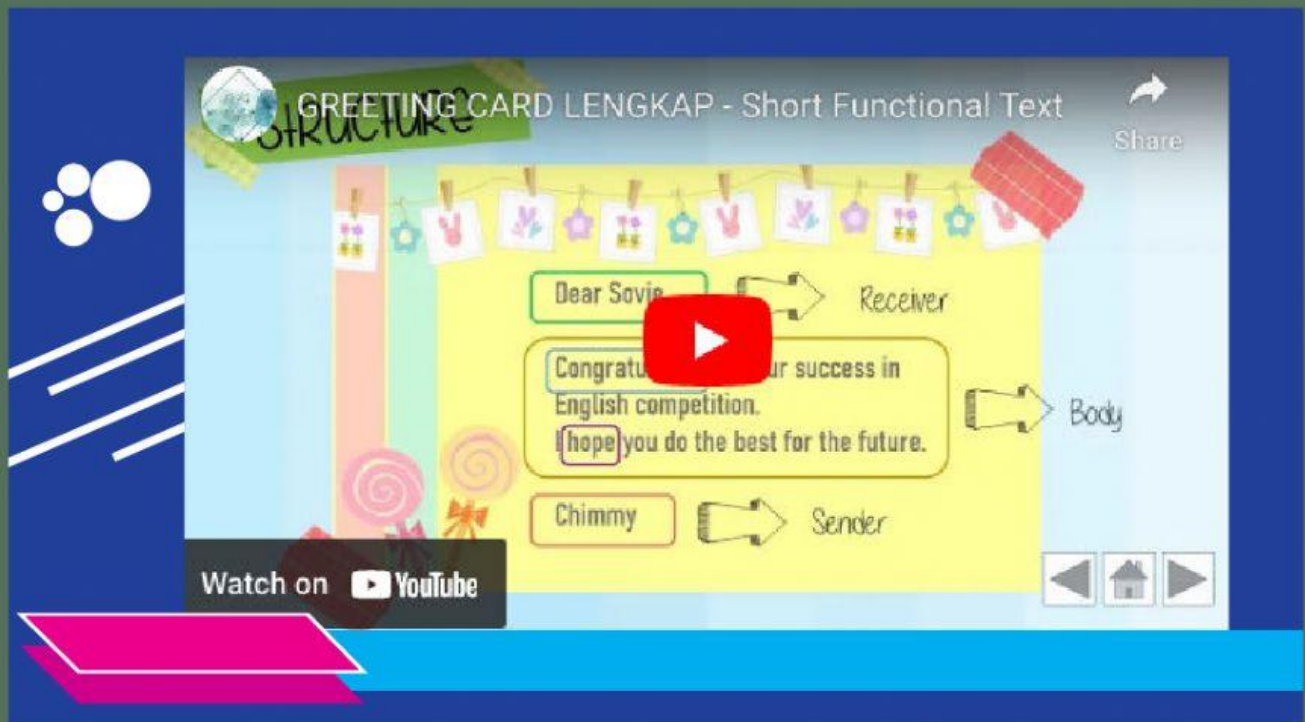 STRUCTURE
GREETING CARD LENGKAP - Short Functional Text
Share
Dear Sovie
Receiver
ur success in
English competition.
I hope you do the best for the future.
Body
Chimmy
Sender
Watch on YouTube